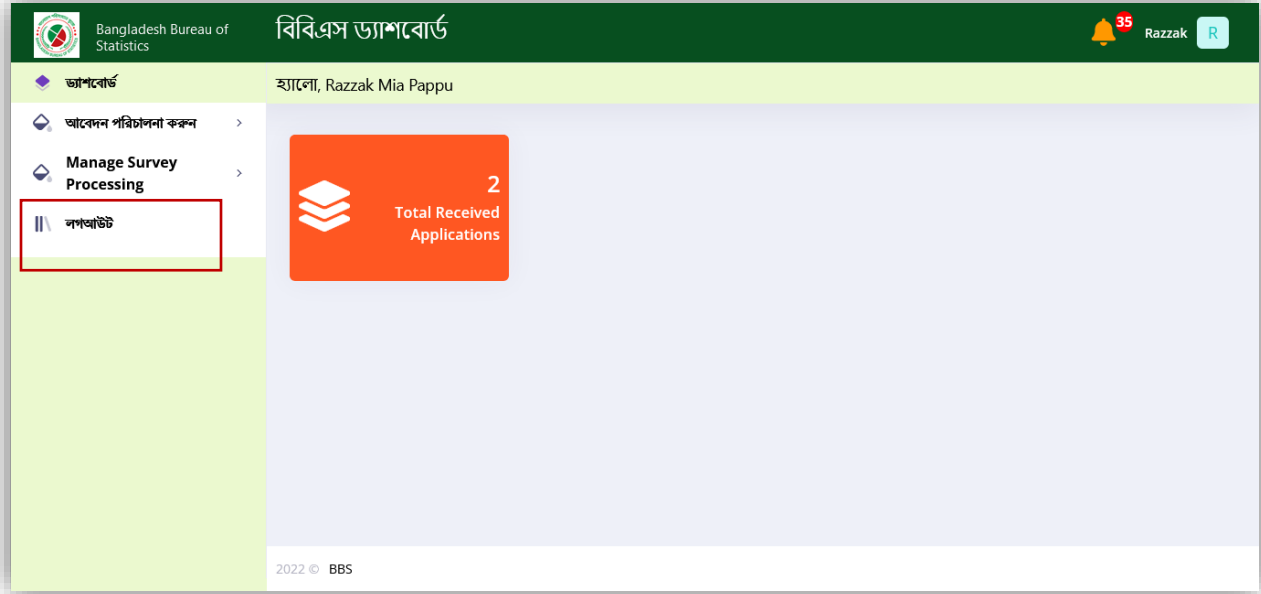 Bangladesh Bureau of
Statistics
বিবিএস ড্যাশবোর্ড
35
Razzak
R
ড্যাশবোর্ড
হ্যালো, Razzak Mia Pappu
আবেদন পরিচালনা করুন
Manage Survey
Processing
লগআউট
2
Total Received
Applications
2022 © BBS